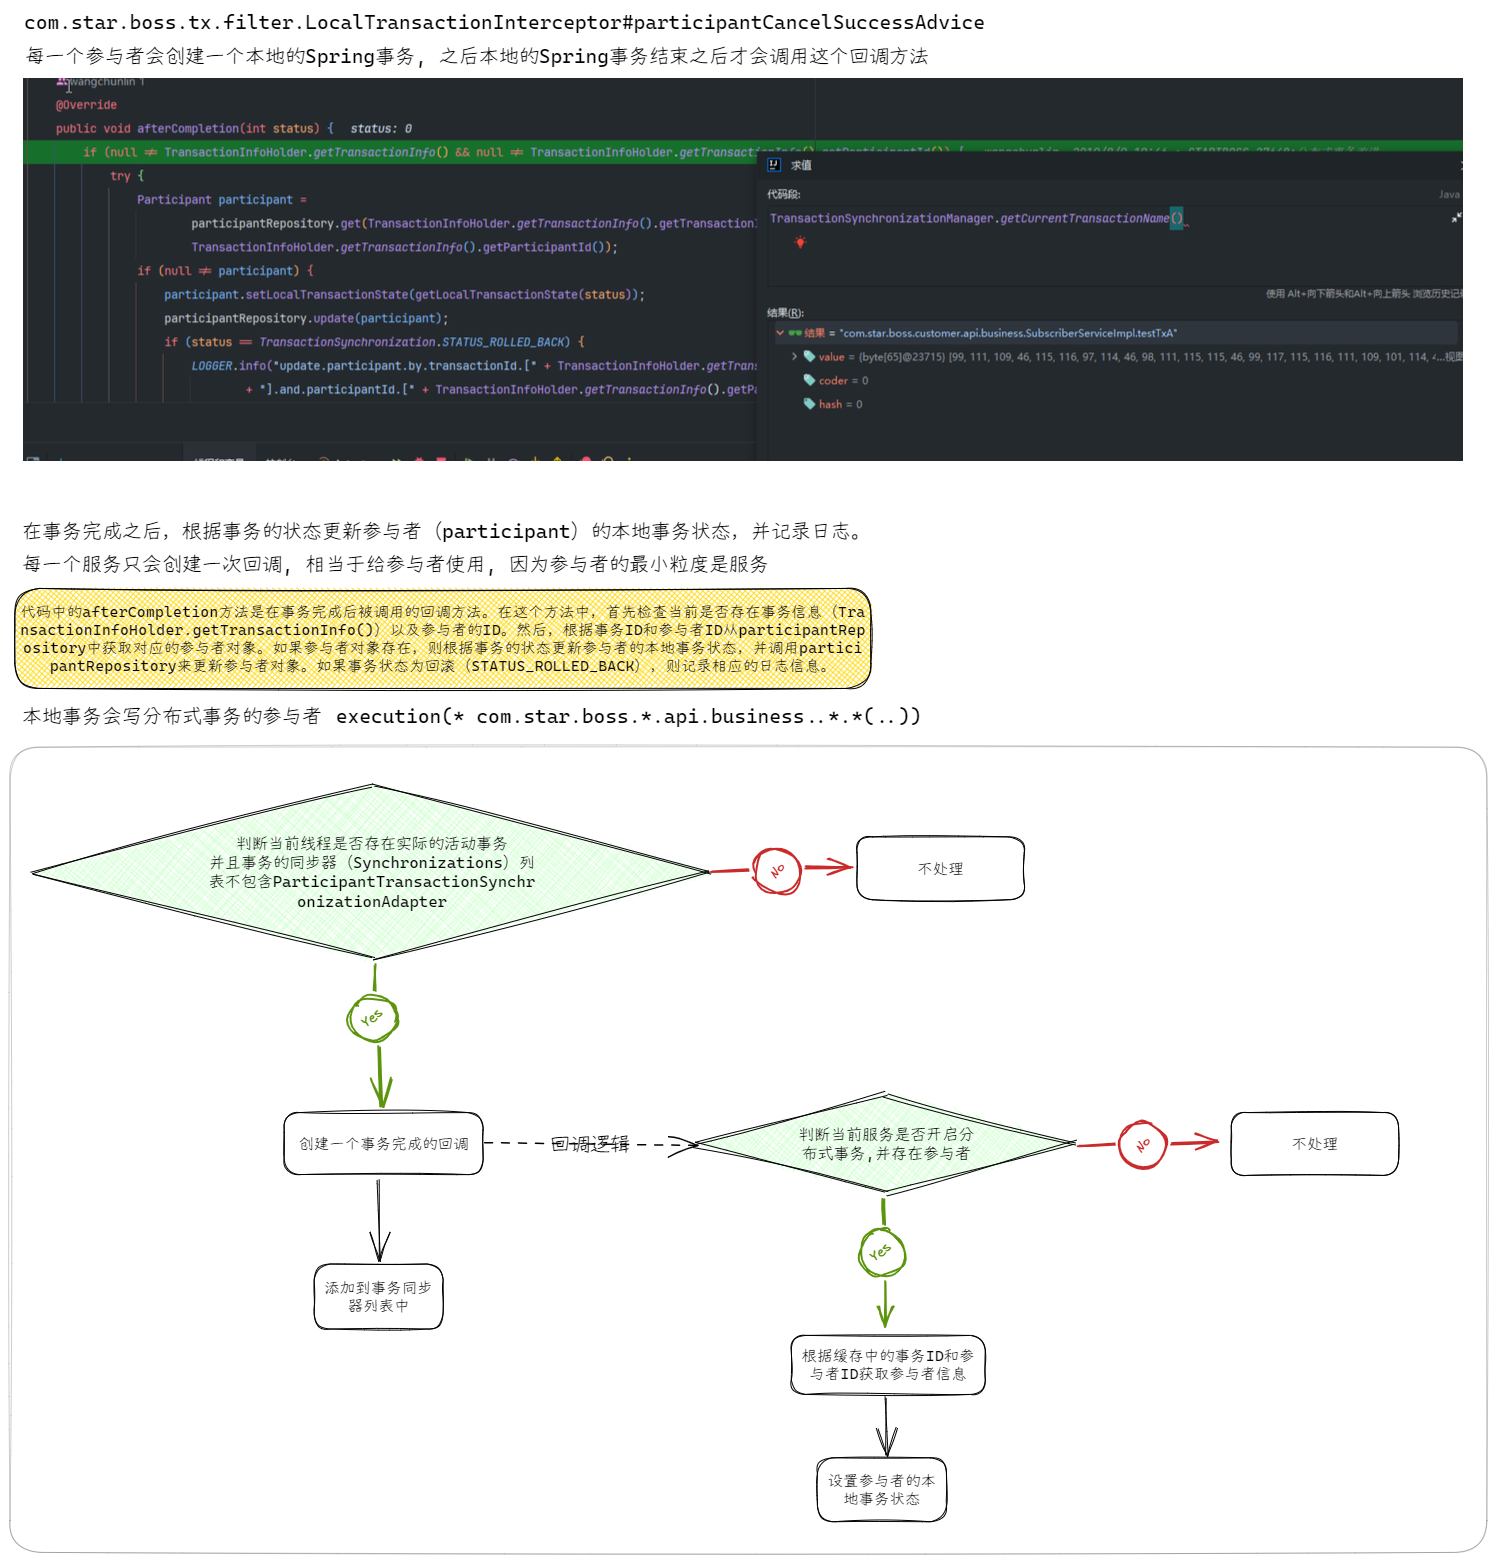 com.star.boss.tx.filter.LocalTransactionInterceptor#participantCancelSuccessAdvice
每一个参与者会创建一个本地的Spring事务，之后本地的Spring事务结束之后才会调用这个回调方法
wangchunlin 1
@Override
public void afterCompletion(int status) {   status: 0
if (null ≠ TransactionInfoHolder.getTransactionInfo() && null ≠ TransactionInfoHolder.getTransactionInfo()
try {
Participant participant =
participantRepository.get(TransactionInfoHolder.getTransactionInfo().getTransactionI
TransactionInfoHolder.getTransactionInfo().getParticipantId());
if (null ≠ participant) {
participant.setLocalTransactionState(getLocalTransactionState(status));
participantRepository.update(participant);
if (status == TransactionSynchronization.STATUS_ROLLED_BACK) {
LOGGER.info("update.participant.by.transactionId.[" + TransactionInfoHolder.getTrans
+ "].and.participantId.[" + TransactionInfoHolder.getTransactionInfo().getPa
求值
代码段:
Java
TransactionSynchronizationManager.getCurrentTransactionName()
使用 Alt+向下箭头和Alt+向上箭头 浏览历史记录
结果(R):
结果 = "com.star.boss.customer.api.business.SubscriberServiceImpl.testTxA"
value = {byte[65]@23715} [99, 111, 109, 46, 115, 116, 97, 114, 46, 98, 111, 115, 115, 46, 99, 117, 115, 116, 111, 109, 101, 114, 4...视图
coder = 0
hash = 0
在事务完成之后，根据事务的状态更新参与者（participant）的本地事务状态，并记录日志。
每一个服务只会创建一次回调，相当于给参与者使用，因为参与者的最小粒度是服务
代码中的afterCompletion方法是在事务完成后被调用的回调方法。在这个方法中，首先检查当前是否存在事务信息（Tra
nsactionInfoHolder.getTransactionInfo()）以及参与者的ID。然后，根据事务ID和参与者ID从participantRep
ository中获取对应的参与者对象。如果参与者对象存在，则根据事务的状态更新参与者的本地事务状态，并调用partici
pantRepository来更新参与者对象。如果事务状态为回滚（STATUS_ROLLED_BACK），则记录相应的日志信息。
本地事务会写分布式事务的参与者 execution(* com.star.boss.*.api.business..*.*(..))
判断当前线程是否存在实际的活动事务
并且事务的同步器（Synchronizations）列
表不包含ParticipantTransactionSynchr
onizationAdapter
No
不处理
Yes
创建一个事务完成的回调
回调逻辑
判断当前服务是否开启分
布式事务,并存在参与者
No
不处理
Yes
添加到事务同步
器列表中
根据缓存中的事务ID和参
与者ID获取参与者信息
设置参与者的本
地事务状态